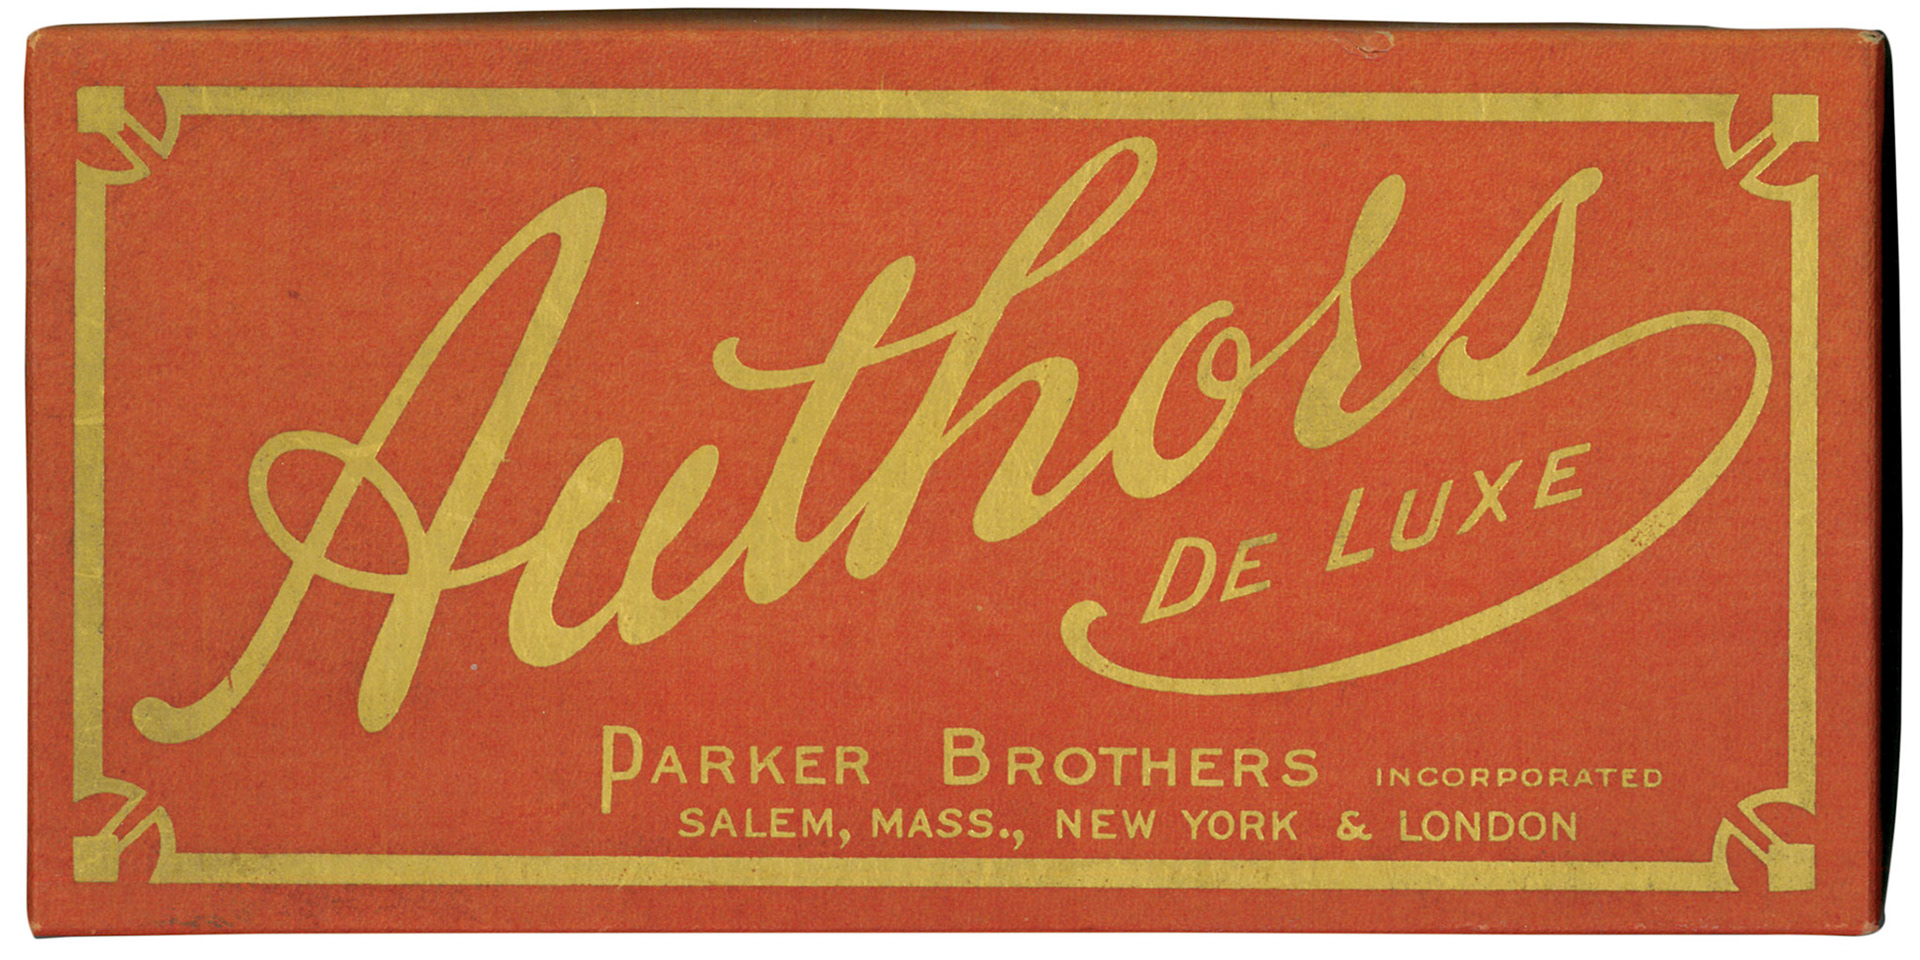 Authors
DE LUXE
PARKER BROTHERS INCORPORATED
SALEM, MASS., NEW YORK & LONDON